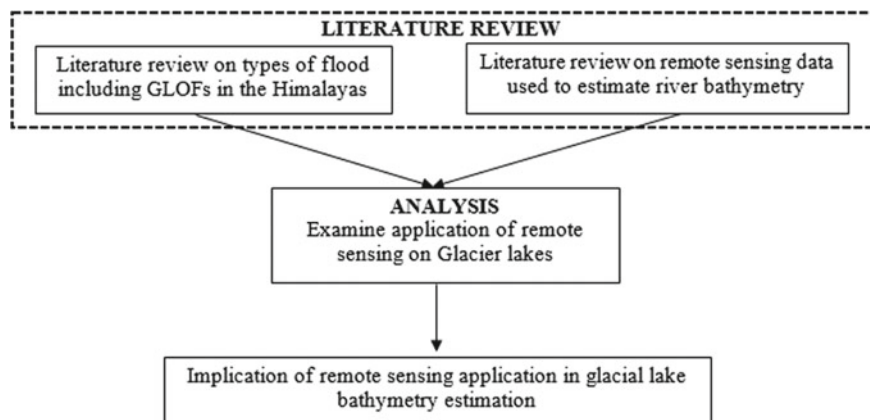 LITERATURE REVIEW
Literature review on types of flood
including GLOFs in the Himalayas
Literature review on remote sensing data
used to estimate river bathymetry
ANALYSIS
Examine application of remote
sensing on Glacier lakes
Implication of remote sensing application in glacial lake
bathymetry estimation